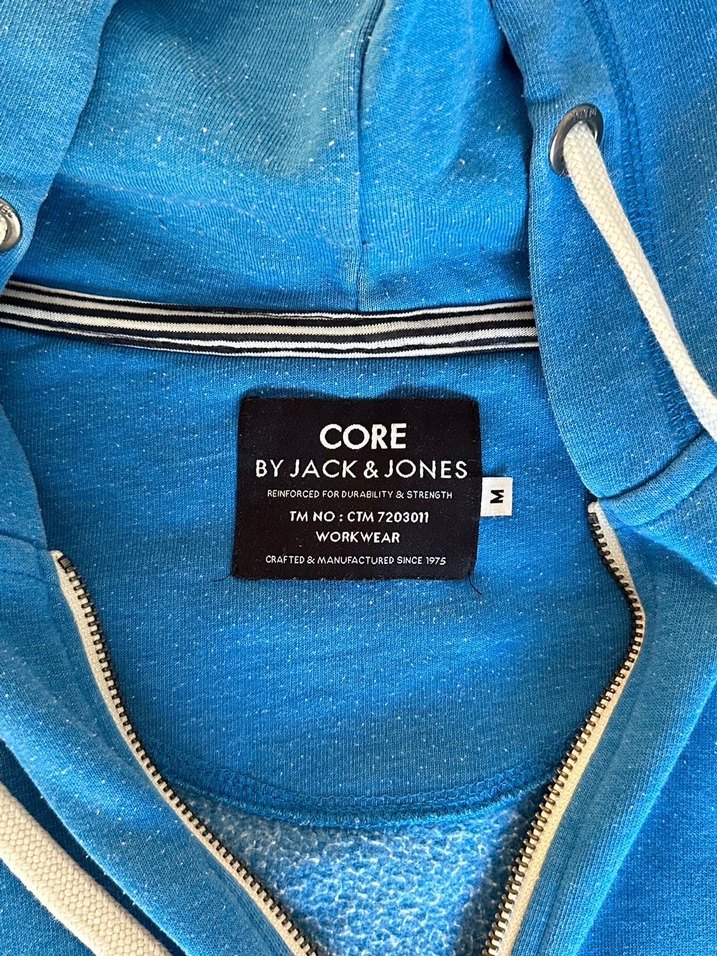 CORE
BY JACK & JONES
REINFORCED FOR DURABILITY & STRENGTH
TM NO : CTM 7203011
WORKWEAR
CRAFTED & MANUFACTURED SINCE 1975
M